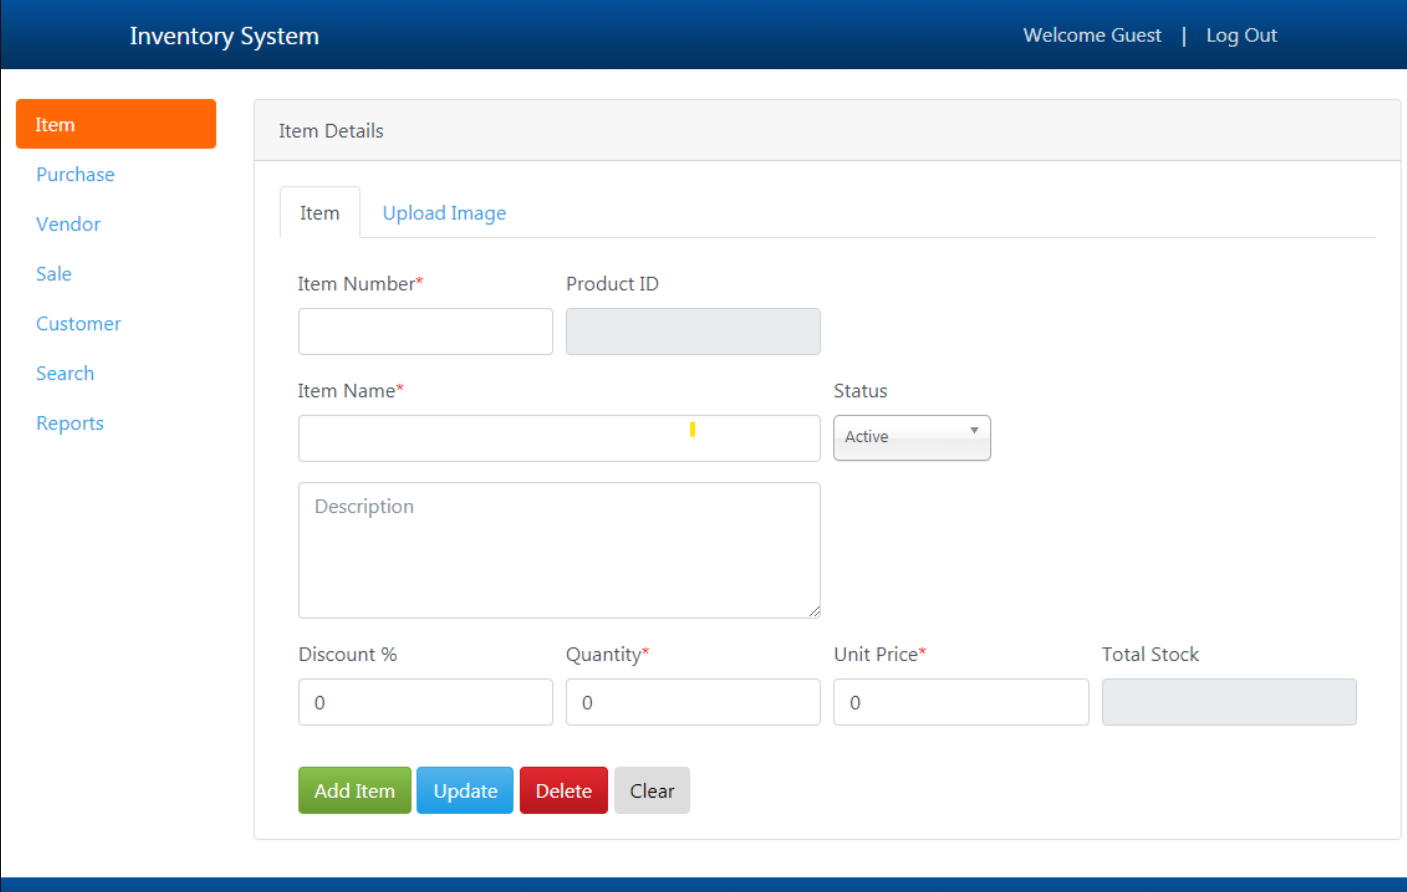 Inventory System
Welcome Guest | Log Out
Item
Purchase
Vendor
Sale
Customer
Search
Reports
Item Details
Item Upload Image
Item Number* Product ID
Item Name* Status
Active
Description
Discount % Quantity* Unit Price* Total Stock
0 0 0
Add Item Update Delete Clear